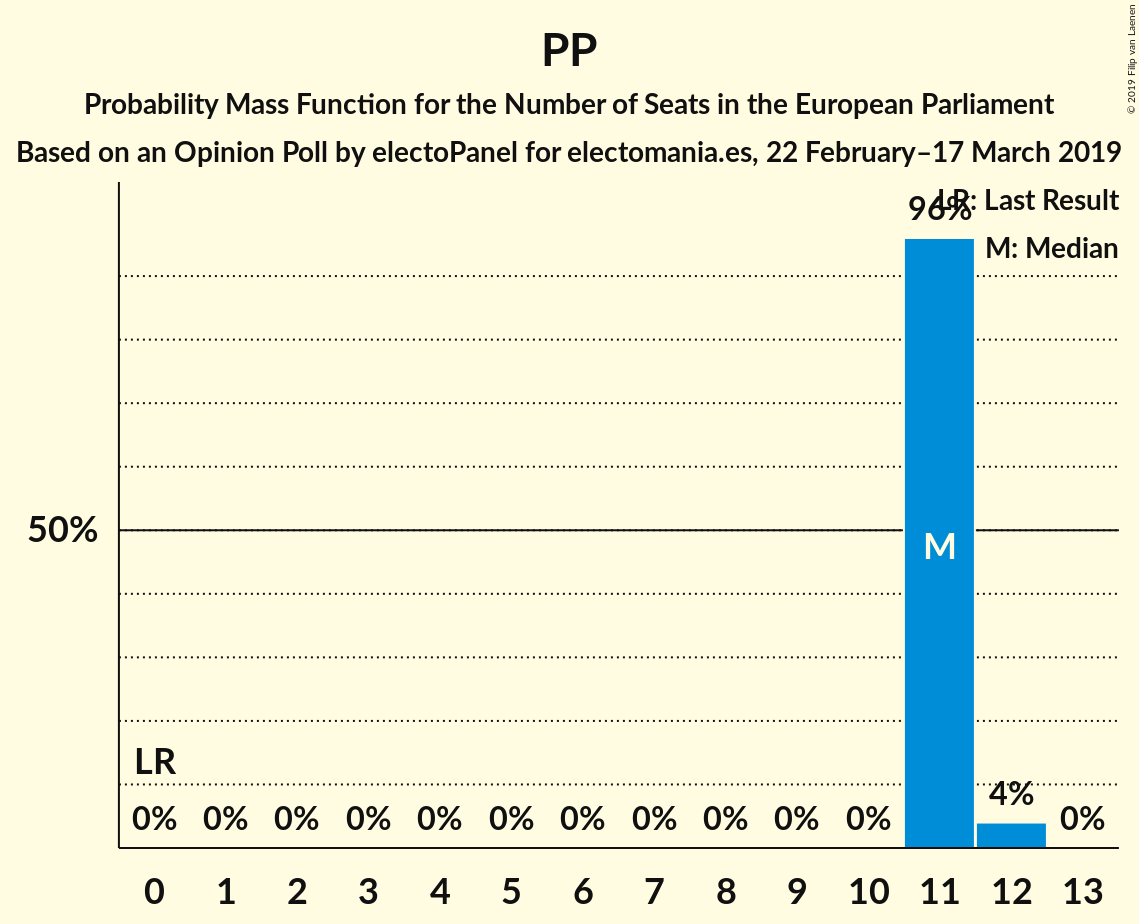 PP
Probability Mass Function for the Number of Seats in the European Parliament
Based on an Opinion Poll by electoPanel for electomania.es, 22 February–17 March 2019
© 2019 Filip van Laenen
LR: Last Result
M: Median
96%
50%
M
LR
4%
0% 0% 0% 0% 0% 0% 0% 0% 0% 0% 0% 0%
0 1 2 3 4 5 6 7 8 9 10 11 12 13